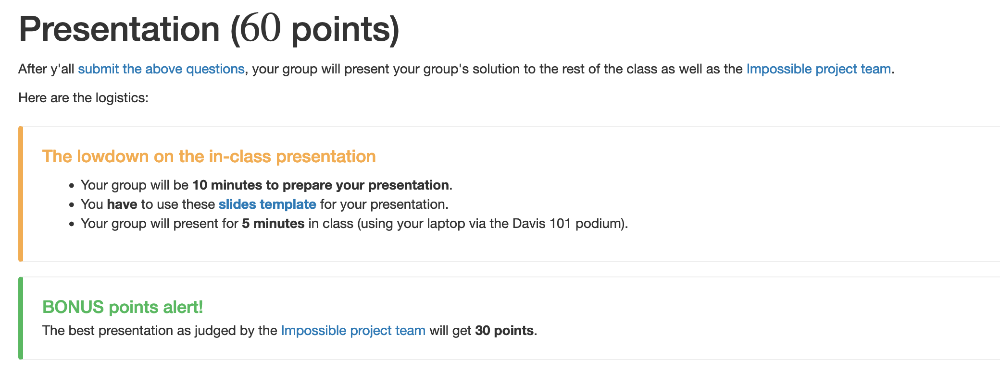 Presentation (60 points)
After y'all submit the above questions, your group will present your group's solution to the rest of the class as well as the Impossible project team.
Here are the logistics:
The lowdown on the in-class presentation
• Your group will be 10 minutes to prepare your presentation.
• You have to use these slides template for your presentation.
• Your group will present for 5 minutes in class (using your laptop via the Davis 101 podium).
BONUS points alert!
The best presentation as judged by the Impossible project team will get 30 points.